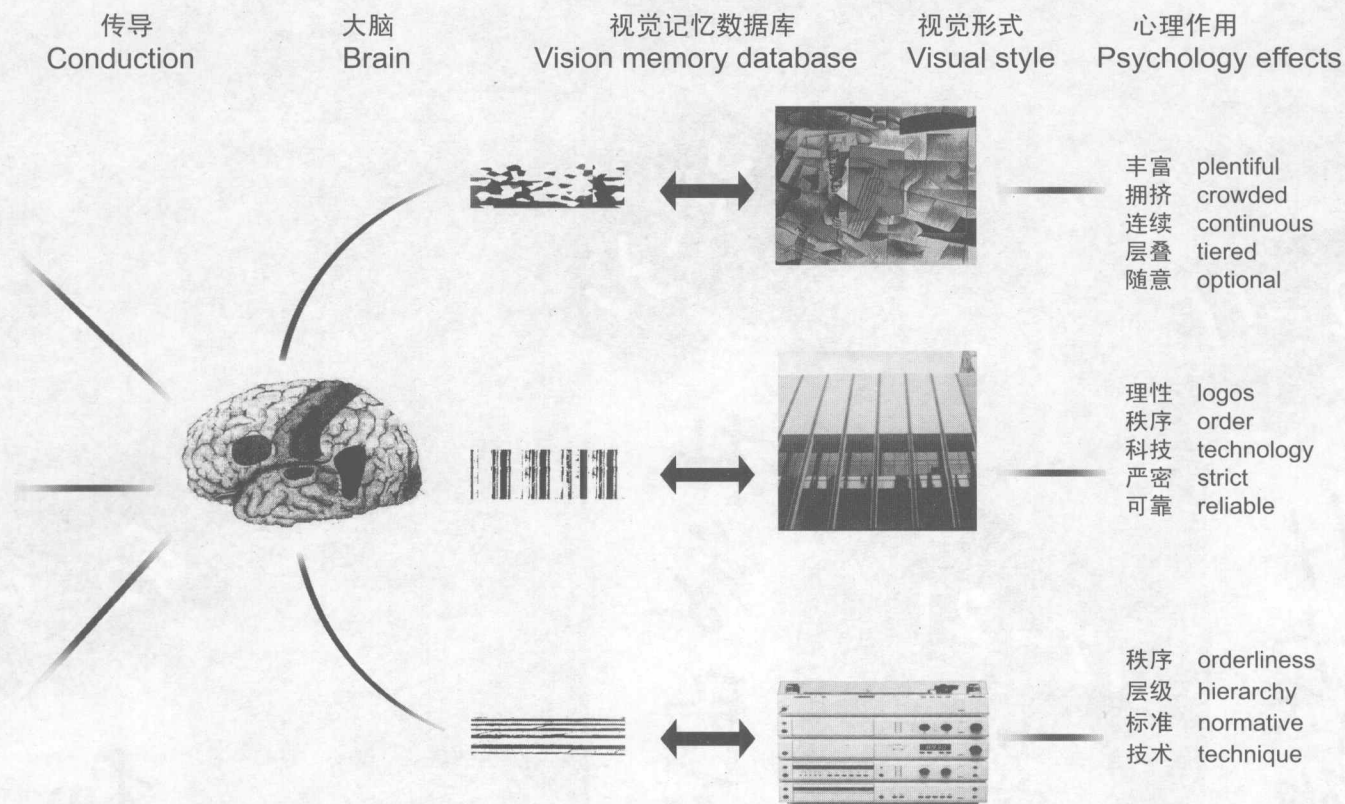 传导 大脑 视觉记忆数据库 视觉形式 心理作用
Conduction Brain Vision memory database Visual style Psychology effects
丰富 plentiful
拥挤 crowded
连续 continuous
层叠 tiered
随意 optional
理性 logos
秩序 order
科技 technology
严密 strict
可靠 reliable
秩序 orderliness
层级 hierarchy
标准 normative
技术 technique